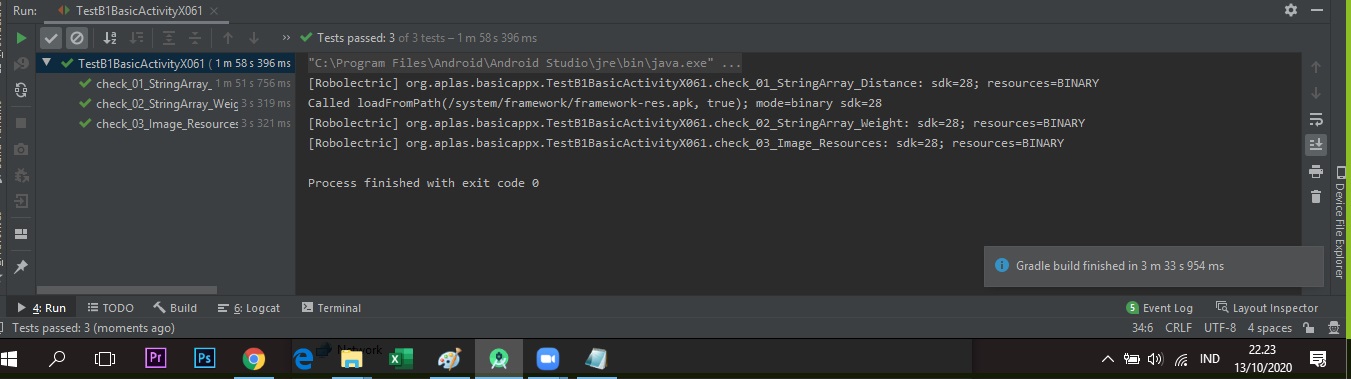 Run: TestB1BasicActivityX061
Tests passed: 3 of 3 tests – 1 m 58 s 396 ms
TestB1BasicActivityX061 ( 1 m 58 s 396 ms
check_01_StringArray_ 1 m 51 s 756 ms
check_02_StringArray_Weig 3 s 319 ms
check_03_Image_Resources 3 s 321 ms
"C:\Program Files\Android\Android Studio\jre\bin\java.exe" ...
[Robolectric] org.aplas.basicappx.TestB1BasicActivityX061.check_01_StringArray_Distance: sdk=28; resources=BINARY
Called loadFromPath(/system/framework/framework-res.apk, true); mode=binary sdk=28
[Robolectric] org.aplas.basicappx.TestB1BasicActivityX061.check_02_StringArray_Weight: sdk=28; resources=BINARY
[Robolectric] org.aplas.basicappx.TestB1BasicActivityX061.check_03_Image_Resources: sdk=28; resources=BINARY
Process finished with exit code 0
Device File Explorer
Gradle build finished in 3 m 33 s 954 ms
4: Run TODO Build 6: Logcat Terminal 5 Event Log Layout Inspector
Tests passed: 3 (moments ago) 34:6 CRLF UTF-8 4 spaces
Network
Pr Ps IND 22.23
13/10/2020